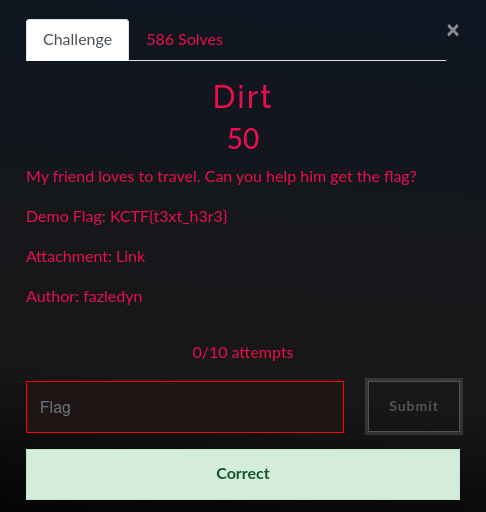 Challenge
586 Solves
×
Dirt
50
My friend loves to travel. Can you help him get the flag?
Demo Flag: KCTF{t3xt_h3r3}
Attachment: Link
Author: fazledyn
0/10 attempts
Flag
Submit
Correct